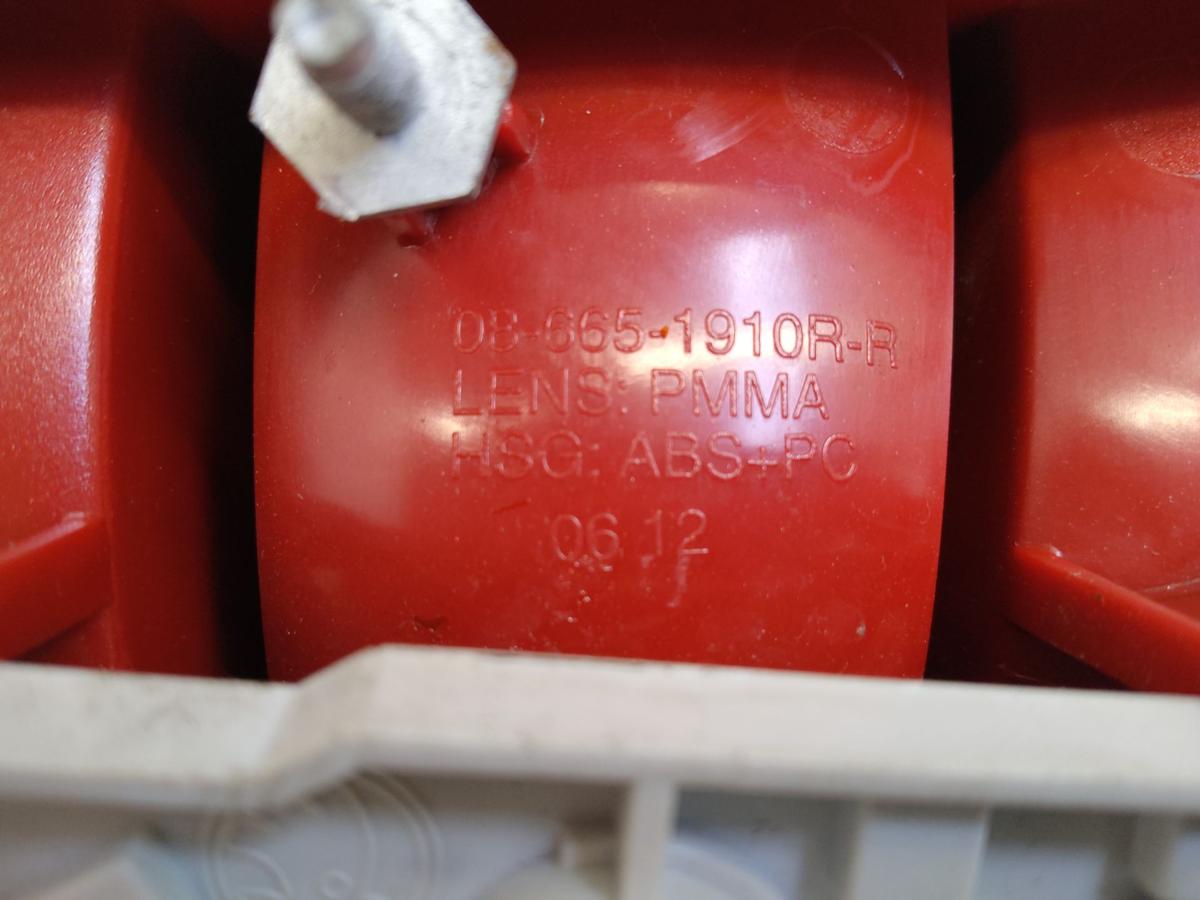 08-665-1910R-R
LENS: PMMA
HSG: ABS+PC
06 12